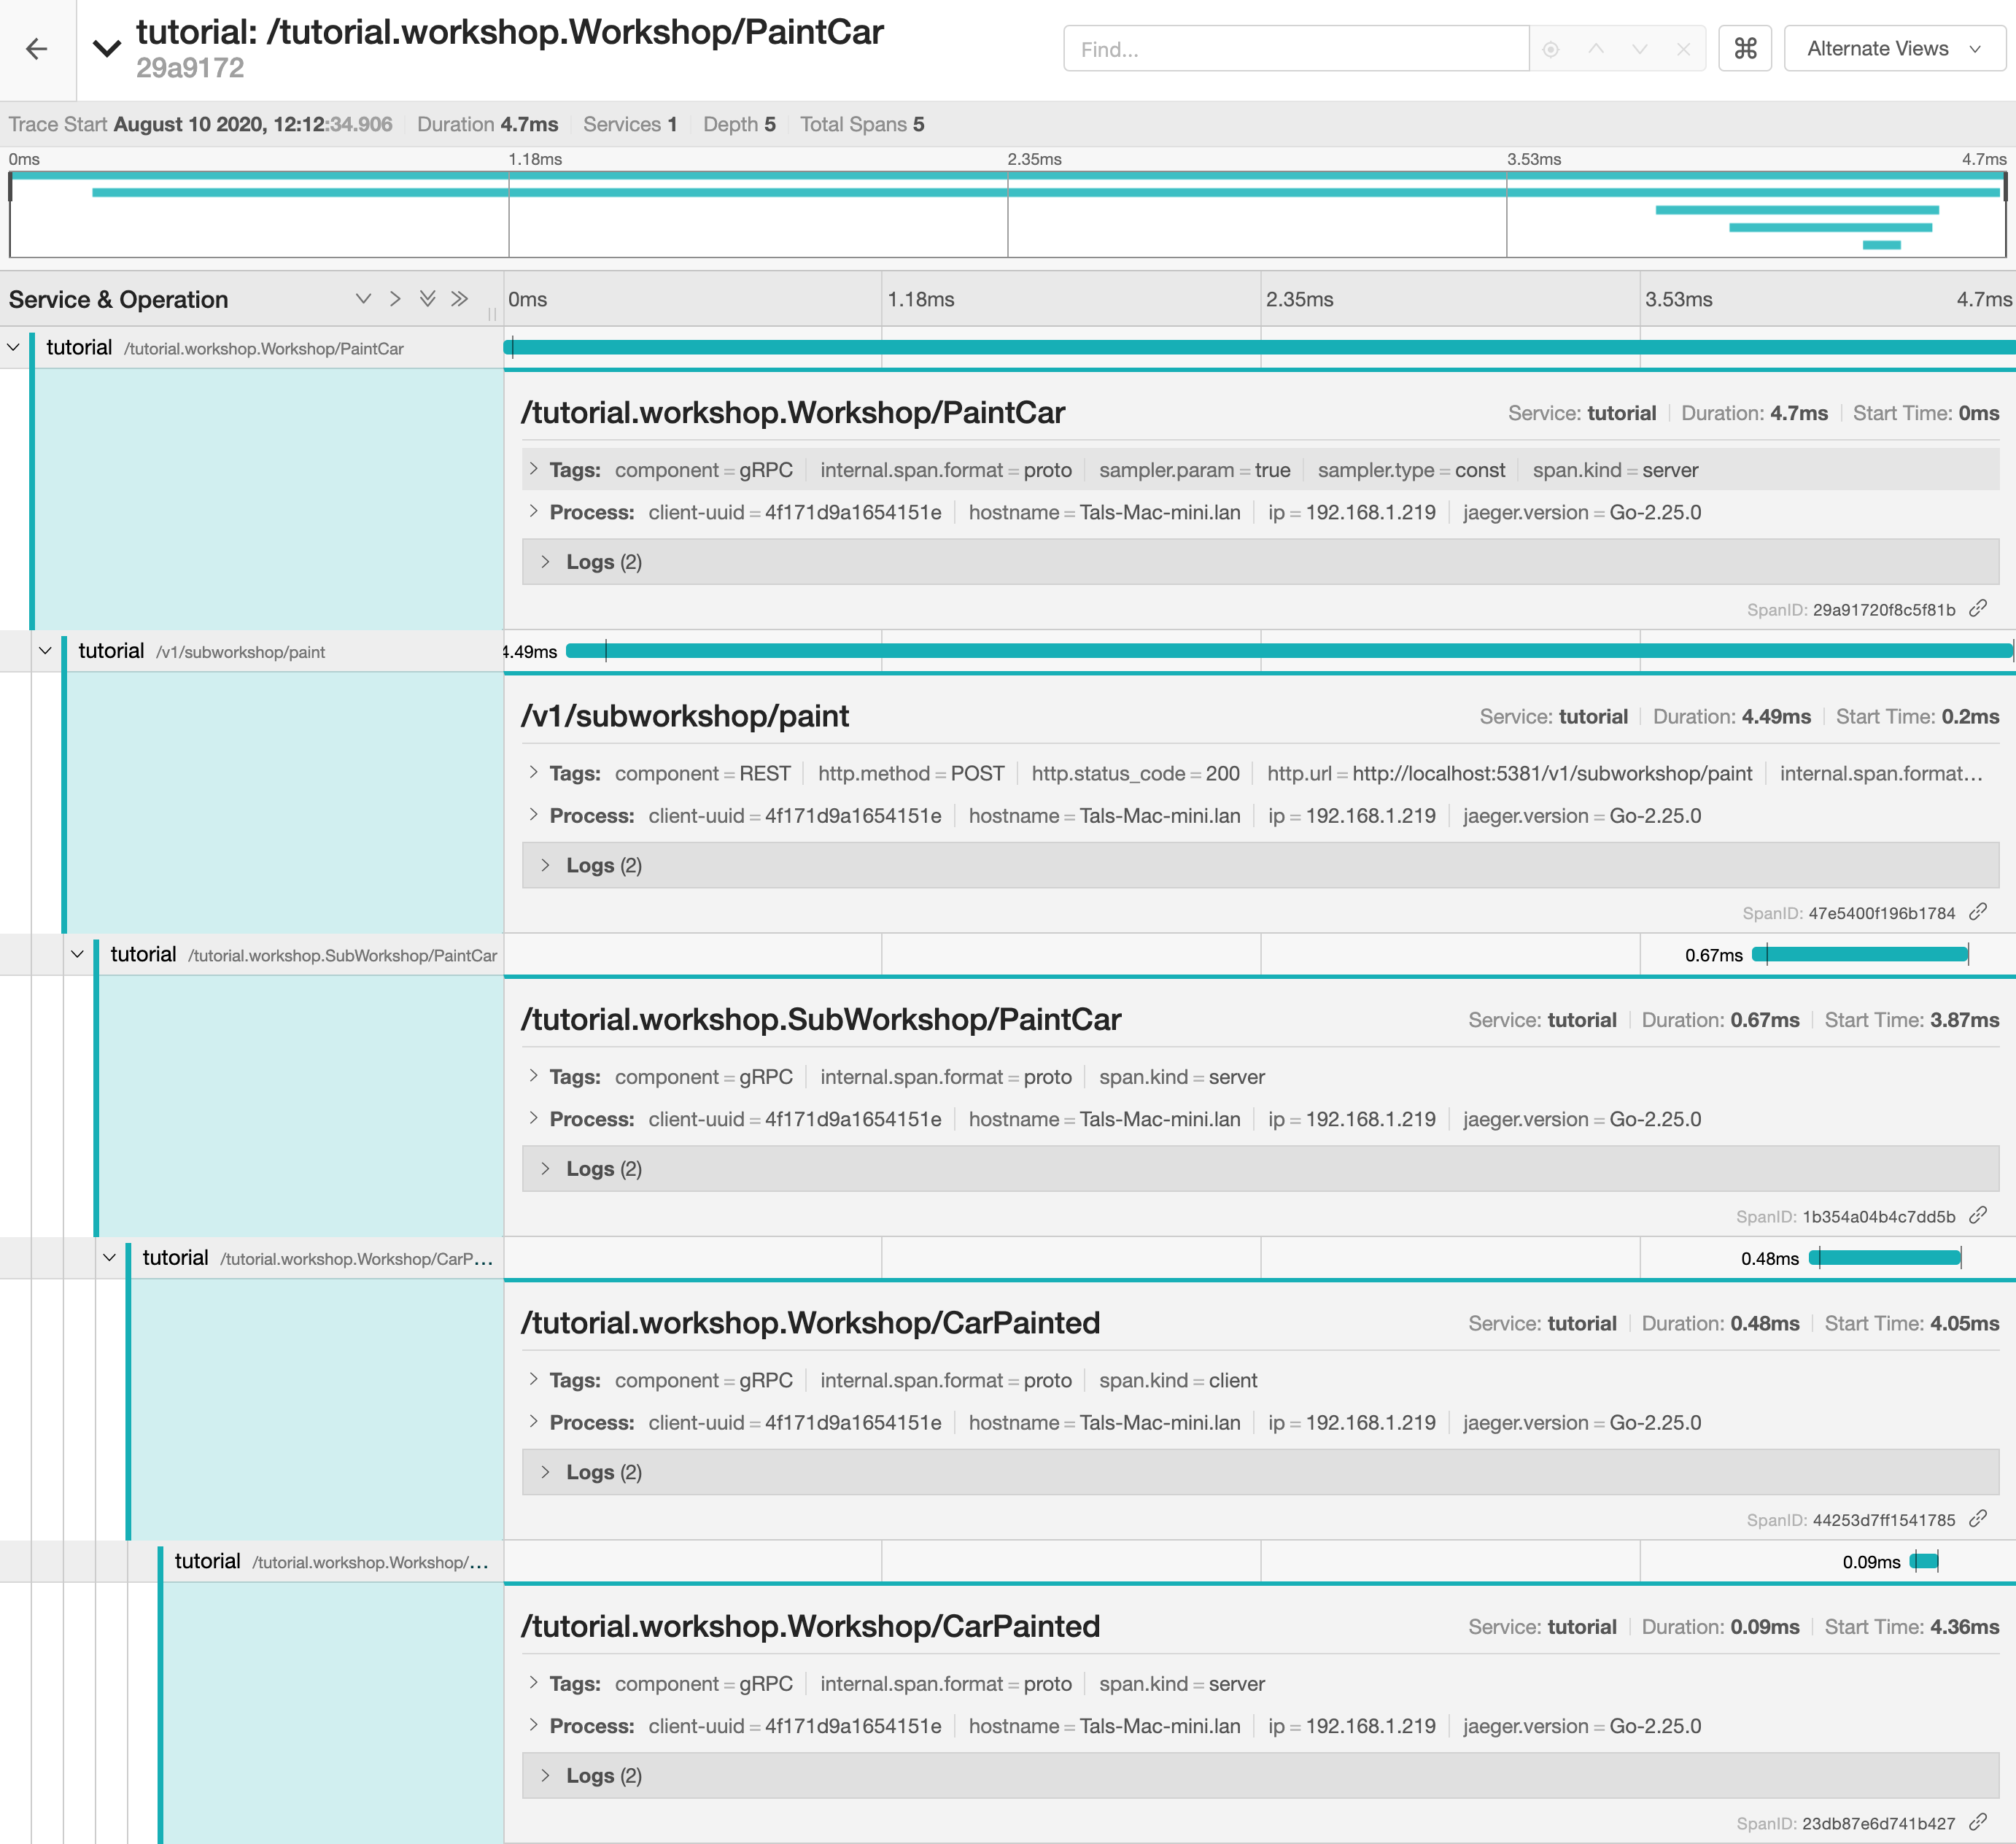 tutorial: /tutorial.workshop.Workshop/PaintCar
29a9172
Find...
Alternate Views
Trace Start August 10 2020, 12:12:34.906 Duration 4.7ms Services 1 Depth 5 Total Spans 5
0ms 1.18ms 2.35ms 3.53ms 4.7ms
Service & Operation 0ms 1.18ms 2.35ms 3.53ms 4.7ms
tutorial /tutorial.workshop.Workshop/PaintCar
/tutorial.workshop.Workshop/PaintCar Service: tutorial Duration: 4.7ms Start Time: 0ms
Tags: component = gRPC internal.span.format = proto sampler.param = true sampler.type = const span.kind = server
Process: client-uuid = 4f171d9a1654151e hostname = Tals-Mac-mini.lan ip = 192.168.1.219 jaeger.version = Go-2.25.0
Logs (2)
SpanID: 29a91720f8c5f81b
tutorial /v1/subworkshop/paint 4.49ms
/v1/subworkshop/paint Service: tutorial Duration: 4.49ms Start Time: 0.2ms
Tags: component = REST http.method = POST http.status_code = 200 http.url = http://localhost:5381/v1/subworkshop/paint internal.span.format...
Process: client-uuid = 4f171d9a1654151e hostname = Tals-Mac-mini.lan ip = 192.168.1.219 jaeger.version = Go-2.25.0
Logs (2)
SpanID: 47e5400f196b1784
tutorial /tutorial.workshop.SubWorkshop/PaintCar 0.67ms
/tutorial.workshop.SubWorkshop/PaintCar Service: tutorial Duration: 0.67ms Start Time: 3.87ms
Tags: component = gRPC internal.span.format = proto span.kind = server
Process: client-uuid = 4f171d9a1654151e hostname = Tals-Mac-mini.lan ip = 192.168.1.219 jaeger.version = Go-2.25.0
Logs (2)
SpanID: 1b354a04b4c7dd5b
tutorial /tutorial.workshop.Workshop/CarP... 0.48ms
/tutorial.workshop.Workshop/CarPainted Service: tutorial Duration: 0.48ms Start Time: 4.05ms
Tags: component = gRPC internal.span.format = proto span.kind = client
Process: client-uuid = 4f171d9a1654151e hostname = Tals-Mac-mini.lan ip = 192.168.1.219 jaeger.version = Go-2.25.0
Logs (2)
SpanID: 44253d7ff1541785
tutorial /tutorial.workshop.Workshop/... 0.09ms
/tutorial.workshop.Workshop/CarPainted Service: tutorial Duration: 0.09ms Start Time: 4.36ms
Tags: component = gRPC internal.span.format = proto span.kind = server
Process: client-uuid = 4f171d9a1654151e hostname = Tals-Mac-mini.lan ip = 192.168.1.219 jaeger.version = Go-2.25.0
Logs (2)
SpanID: 23db87e6d741b427